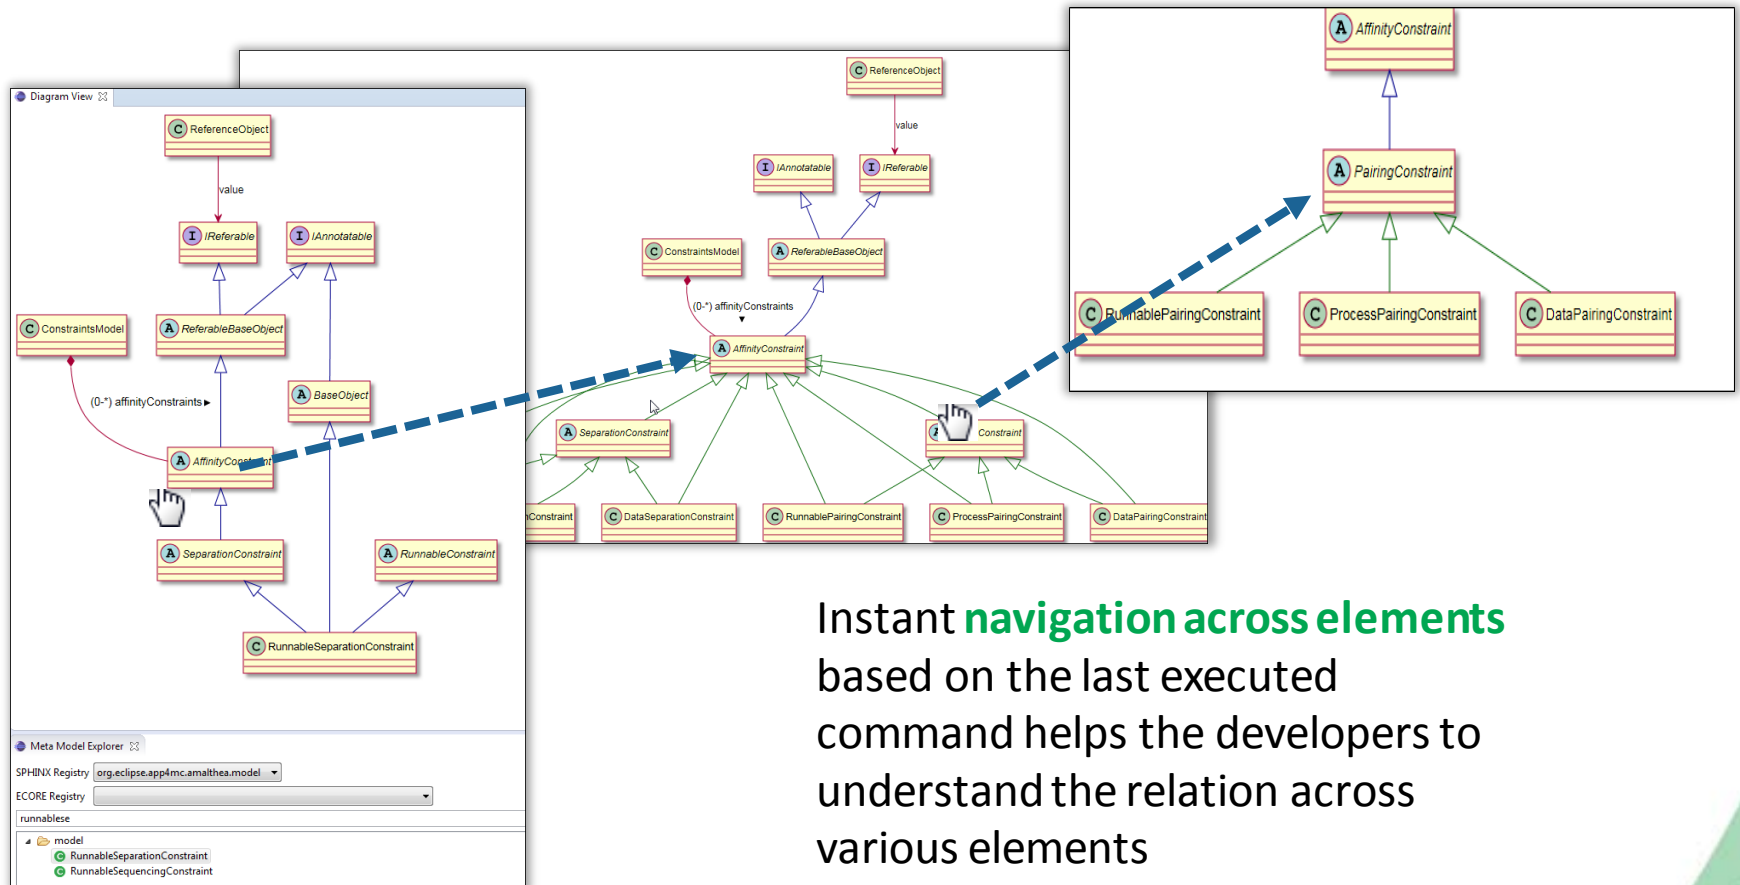 Diagram View
C ReferenceObject
value
I IReferable
I IAnnotatable
C ConstraintsModel
A ReferableBaseObject
(0-*) affinityConstraints
A BaseObject
A AffinityConstraint
A SeparationConstraint
A RunnableConstraint
C RunnableSeparationConstraint
Meta Model Explorer
SPHINX Registry org.eclipse.app4mc.amalthea.model
ECORE Registry
runnablese
model
C RunnableSeparationConstraint
C RunnableSequencingConstraint
C ReferenceObject
value
I IAnnotatable
I IReferable
C ConstraintsModel
A ReferableBaseObject
(0-*) affinityConstraints
A AffinityConstraint
A SeparationConstraint
Constraint
nConstraint
C DataSeparationConstraint
C RunnablePairingConstraint
C ProcessPairingConstraint
C DataPairingConstraint
A AffinityConstraint
A PairingConstraint
C RunnablePairingConstraint
C ProcessPairingConstraint
C DataPairingConstraint
Instant navigation across elements
based on the last executed
command helps the developers to
understand the relation across
various elements